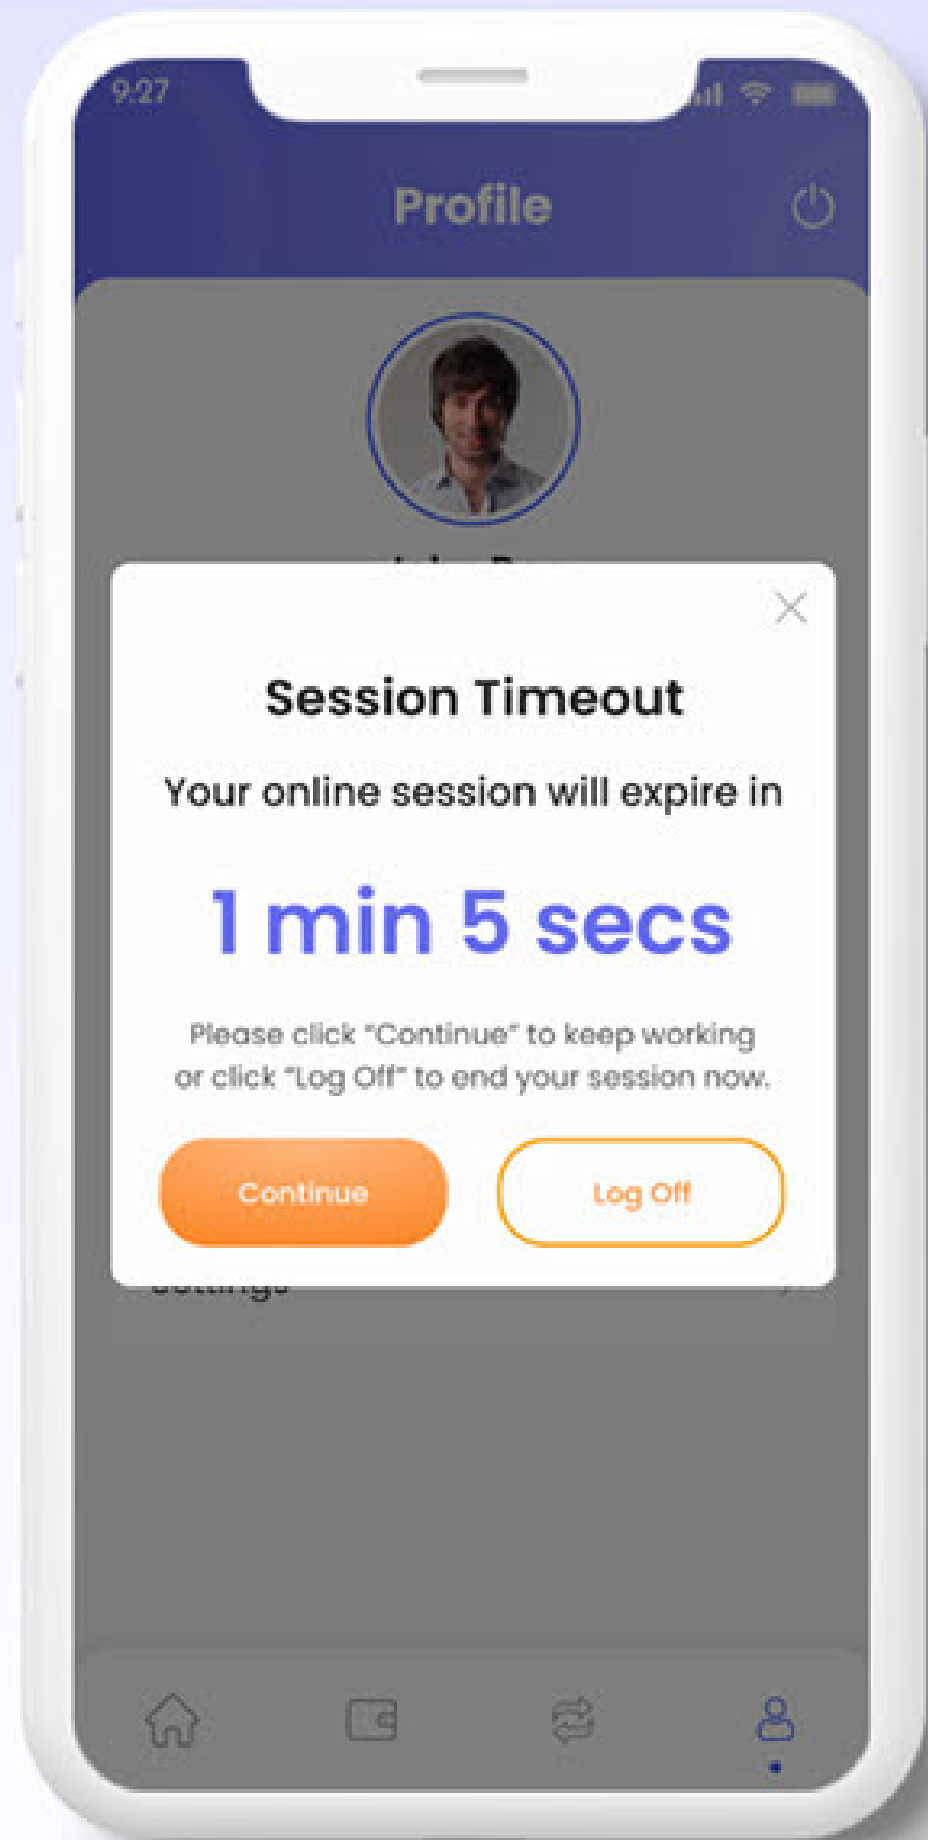 9:27
Profile
Session Timeout
Your online session will expire in
1 min 5 secs
Please click “Continue” to keep working
or click “Log Off” to end your session now.
Continue
Log Off
Settings